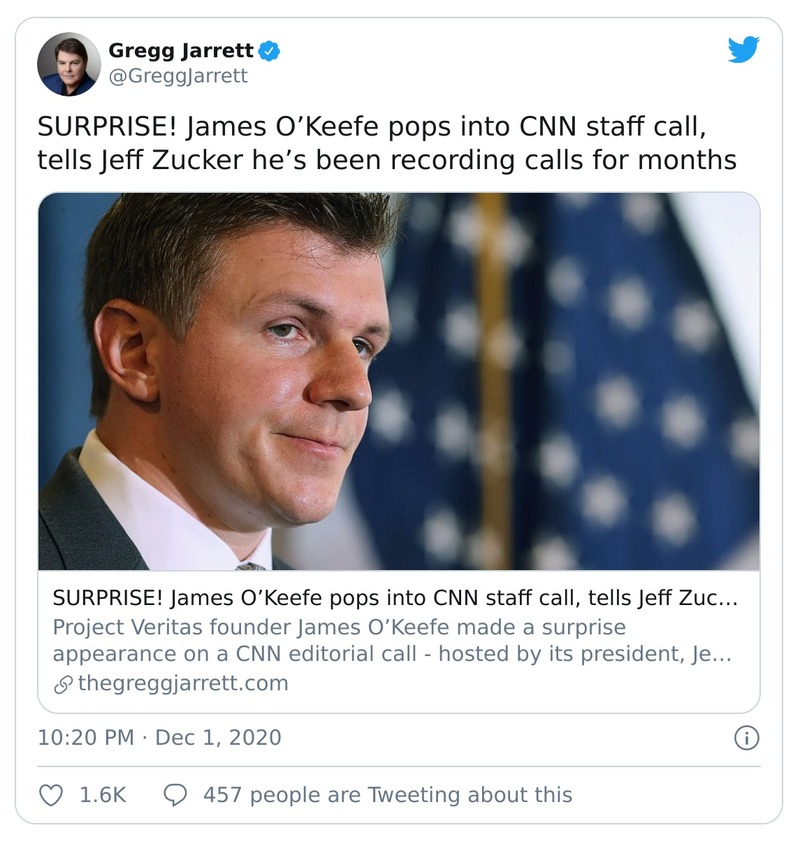 Gregg Jarrett
@GreggJarrett
SURPRISE! James O’Keefe pops into CNN staff call,
tells Jeff Zucker he’s been recording calls for months
SURPRISE! James O’Keefe pops into CNN staff call, tells Jeff Zuc...
Project Veritas founder James O’Keefe made a surprise
appearance on a CNN editorial call - hosted by its president, Je...
thegreggjarrett.com
10:20 PM · Dec 1, 2020
1.6K 457 people are Tweeting about this